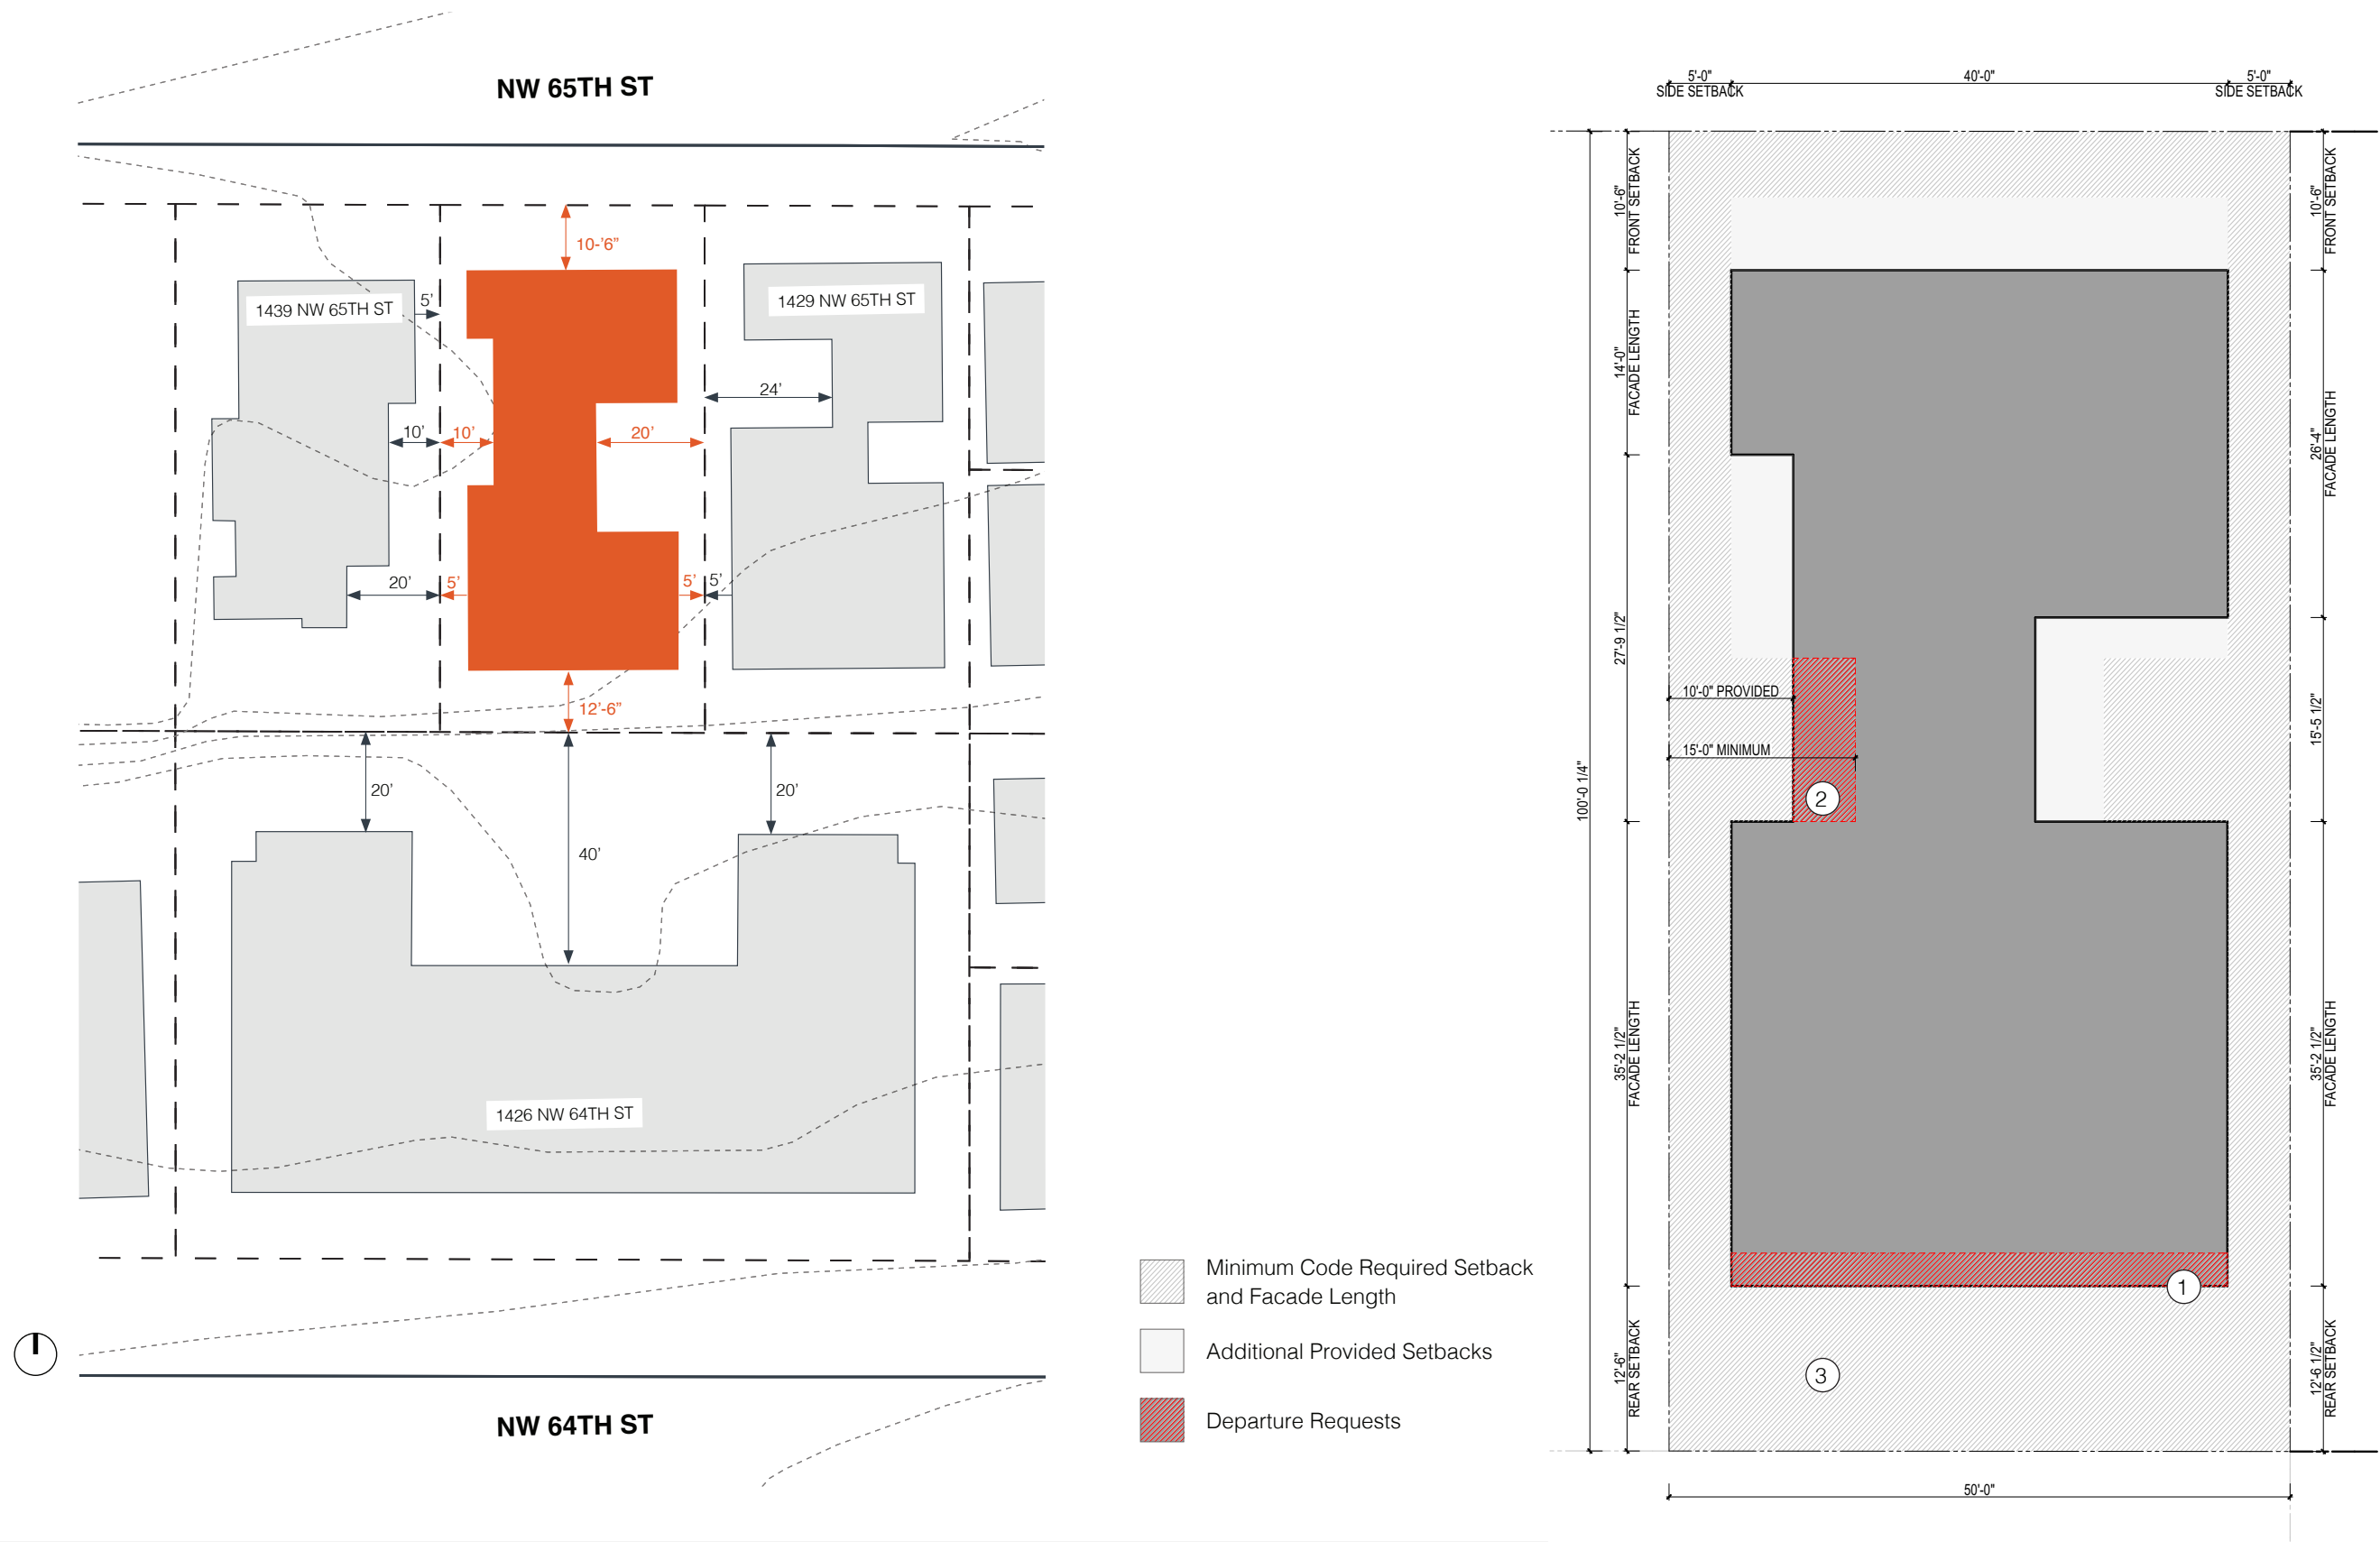 NW 65TH ST
10-'6"
1439 NW 65TH ST
5'
1429 NW 65TH ST
24'
10'
10'
20'
20'
5'
5'
5'
12'-6"
20'
40'
20'
1426 NW 64TH ST
NW 64TH ST
Minimum Code Required Setback
and Facade Length
Additional Provided Setbacks
Departure Requests
5'-0"
SIDE SETBACK
40'-0"
5'-0"
SIDE SETBACK
10'-6"
FRONT SETBACK
14'-0"
FACADE LENGTH
27'-9 1/2"
100'-0 1/4"
35'-2 1/2"
FACADE LENGTH
12'-6"
REAR SETBACK
10'-0" PROVIDED
15'-0" MINIMUM
2
1
3
10'-6"
FRONT SETBACK
26'-4"
FACADE LENGTH
15'-5 1/2"
35'-2 1/2"
FACADE LENGTH
12'-6 1/2"
REAR SETBACK
50'-0"